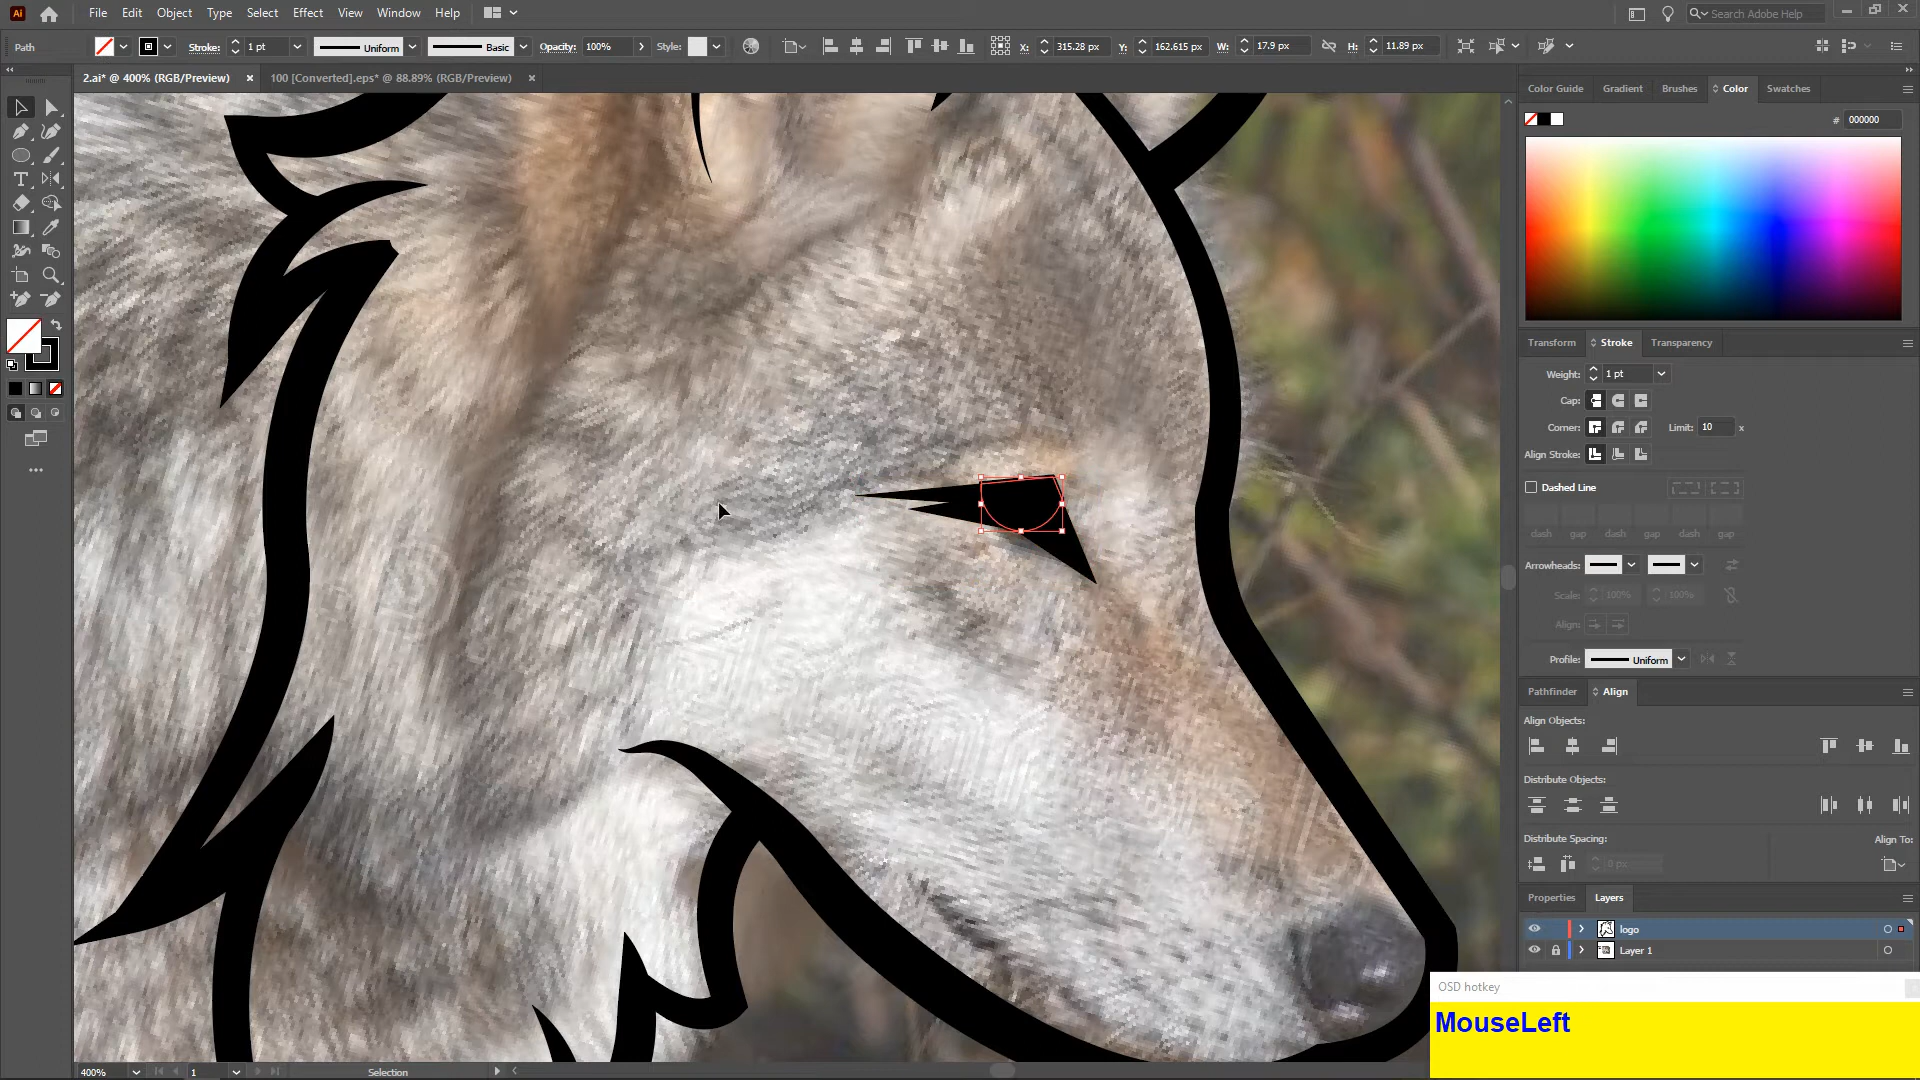 Ai File Edit Object Type Select Effect View Window Help Search Adobe Help
Path Stroke: 1 pt Uniform Basic Opacity: 100% Style: X: 315.28 px Y: 162.615 px W: 17.9 px H: 11.89 px
2.ai* @ 400% (RGB/Preview) × 100 [Converted].eps* @ 88.89% (RGB/Preview) ×
Color Guide Gradient Brushes Color Swatches
# 000000
Transform Stroke Transparency
Weight: 1 pt
Cap:
Corner: Limit: 10 x
Align Stroke:
Dashed Line
dash gap dash gap dash gap
Arrowheads:
Scale: 100% 100%
Align:
Profile: Uniform
Pathfinder Align
Align Objects:
Distribute Objects:
Distribute Spacing: Align To:
0 px
Properties Layers
logo
Layer 1
OSD hotkey
MouseLeft
400% 1 Selection